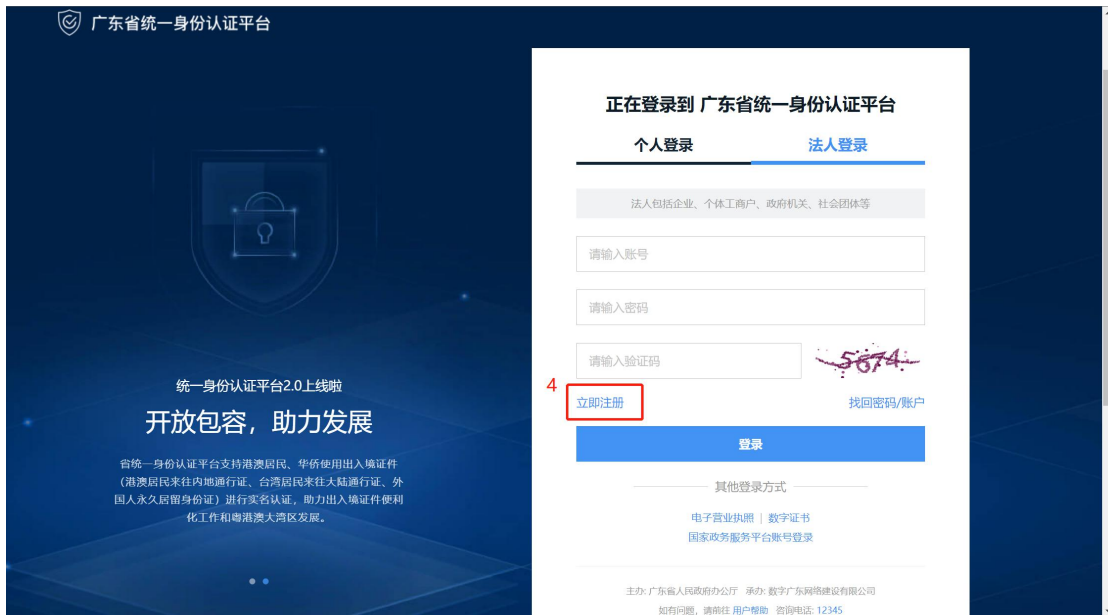 广东省统一身份认证平台
正在登录到 广东省统一身份认证平台
个人登录 法人登录
法人包括企业、个体工商户、政府机关、社会团体等
请输入账号
请输入密码
请输入验证码 5674
4
立即注册 找回密码/账户
登录
其他登录方式
电子营业执照 | 数字证书
国家政务服务平台账号登录
主办: 广东省人民政府办公厅 承办: 数字广东网络建设有限公司
如有问题, 请前往 用户帮助 咨询电话: 12345
统一身份认证平台2.0上线啦
开放包容，助力发展
省统一身份认证平台支持港澳居民、华侨使用出入境证件
（港澳居民来往内地通行证、台湾居民来往大陆通行证、外
国人永久居留身份证）进行实名认证，助力出入境证件便利
化工作和粤港澳大湾区发展。